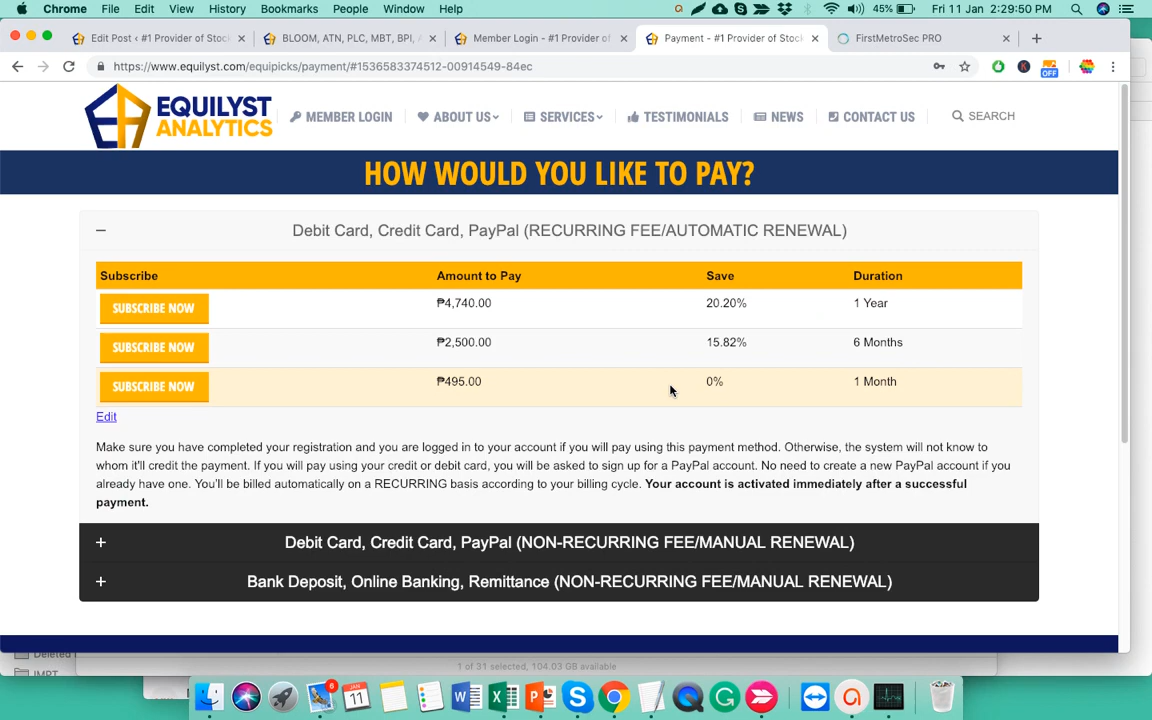 Chrome File Edit View History Bookmarks People Window Help 45% Fri 11 Jan 2:29:50 PM
Edit Post ‹ #1 Provider of Stock
BLOOM, ATN, PLC, MBT, BPI, A
Member Login - #1 Provider of
Payment - #1 Provider of Stock
FirstMetroSec PRO
https://www.equilyst.com/equipicks/payment/#1536583374512-00914549-84ec
OFF
EQUILYST
ANALYTICS
MEMBER LOGIN ABOUT US SERVICES TESTIMONIALS NEWS CONTACT US SEARCH
HOW WOULD YOU LIKE TO PAY?
− Debit Card, Credit Card, PayPal (RECURRING FEE/AUTOMATIC RENEWAL)
Subscribe Amount to Pay Save Duration
SUBSCRIBE NOW ₱4,740.00 20.20% 1 Year
SUBSCRIBE NOW ₱2,500.00 15.82% 6 Months
SUBSCRIBE NOW ₱495.00 0% 1 Month
Edit
Make sure you have completed your registration and you are logged in to your account if you will pay using this payment method. Otherwise, the system will not know to
whom it'll credit the payment. If you will pay using your credit or debit card, you will be asked to sign up for a PayPal account. No need to create a new PayPal account if you
already have one. You'll be billed automatically on a RECURRING basis according to your billing cycle. Your account is activated immediately after a successful
payment.
+ Debit Card, Credit Card, PayPal (NON-RECURRING FEE/MANUAL RENEWAL)
+ Bank Deposit, Online Banking, Remittance (NON-RECURRING FEE/MANUAL RENEWAL)
Deleted
1 of 31 selected, 104.03 GB available
JAN
11
6